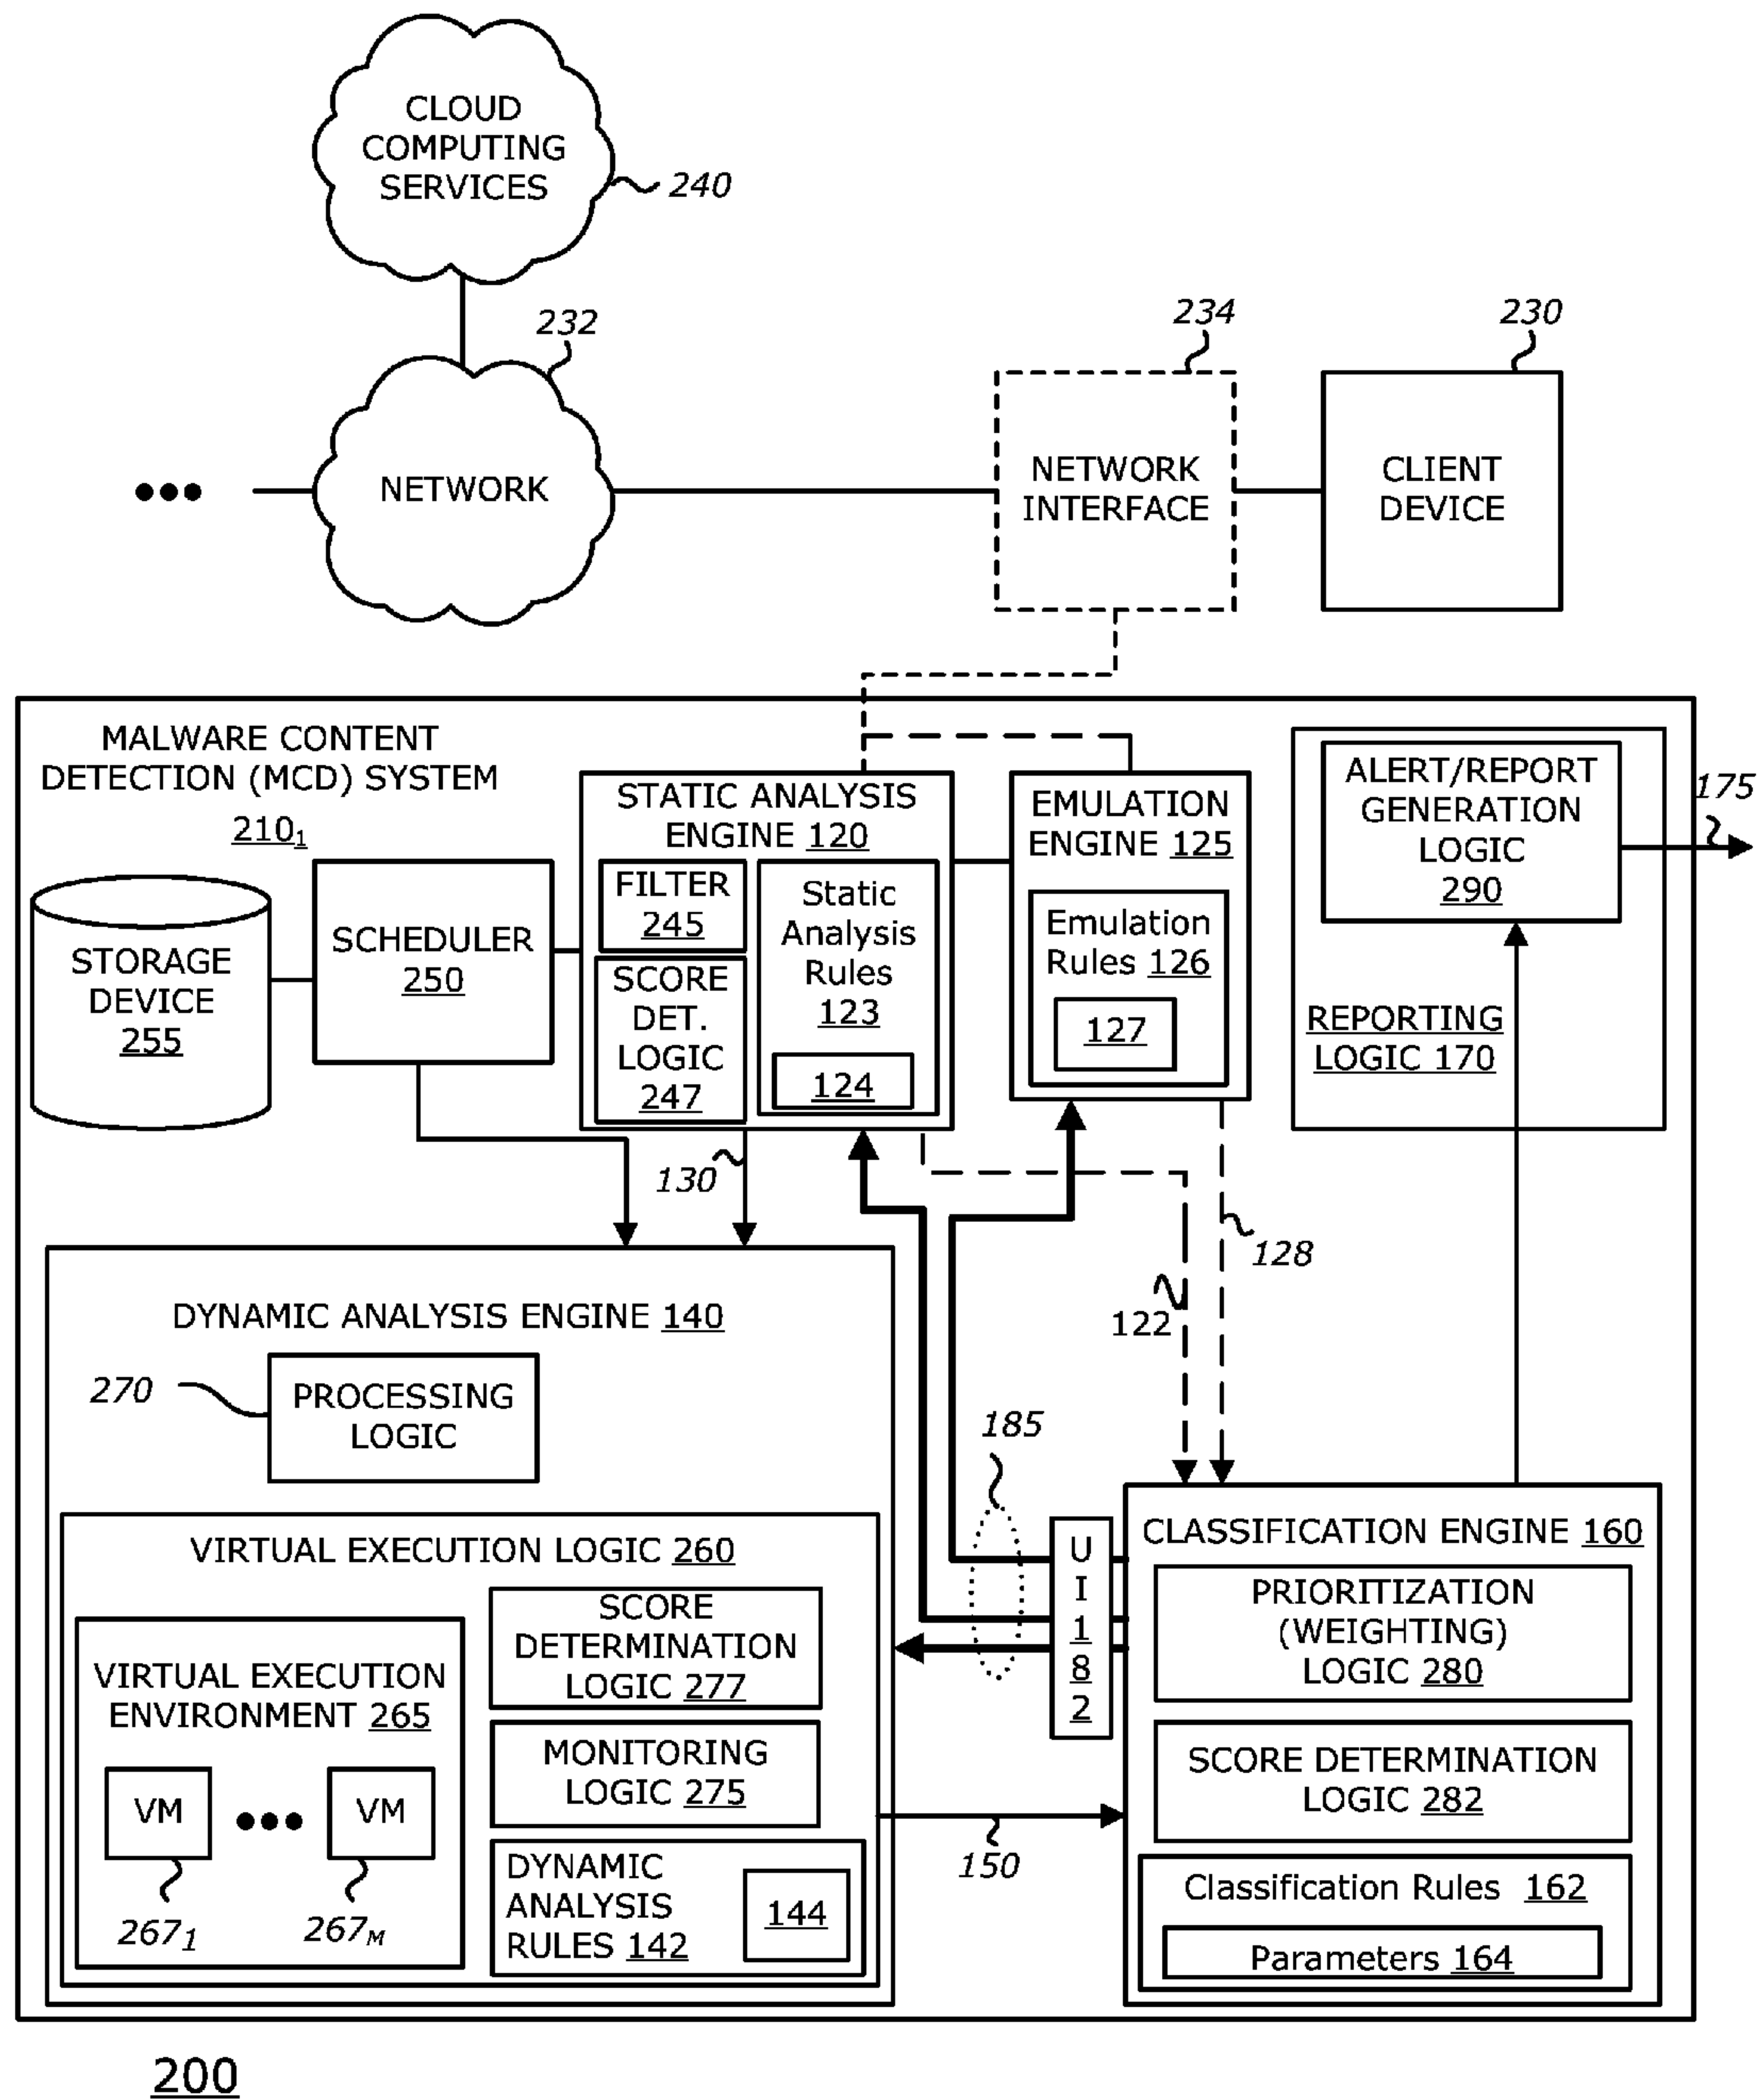 CLOUD
COMPUTING
SERVICES
240
232
234
230
NETWORK
NETWORK
INTERFACE
CLIENT
DEVICE
MALWARE CONTENT
DETECTION (MCD) SYSTEM
210₁
STATIC ANALYSIS
ENGINE 120
FILTER
245
SCORE
DET.
LOGIC
247
Static
Analysis
Rules
123
124
EMULATION
ENGINE 125
Emulation
Rules 126
127
ALERT/REPORT
GENERATION
LOGIC
290
175
REPORTING
LOGIC 170
STORAGE
DEVICE
255
SCHEDULER
250
130
128
122
DYNAMIC ANALYSIS ENGINE 140
270
PROCESSING
LOGIC
185
VIRTUAL EXECUTION LOGIC 260
VIRTUAL EXECUTION
ENVIRONMENT 265
VM
VM
267₁
267ₘ
SCORE
DETERMINATION
LOGIC 277
MONITORING
LOGIC 275
DYNAMIC
ANALYSIS
RULES 142
144
150
U
I
1
8
2
CLASSIFICATION ENGINE 160
PRIORITIZATION
(WEIGHTING)
LOGIC 280
SCORE DETERMINATION
LOGIC 282
Classification Rules 162
Parameters 164
200